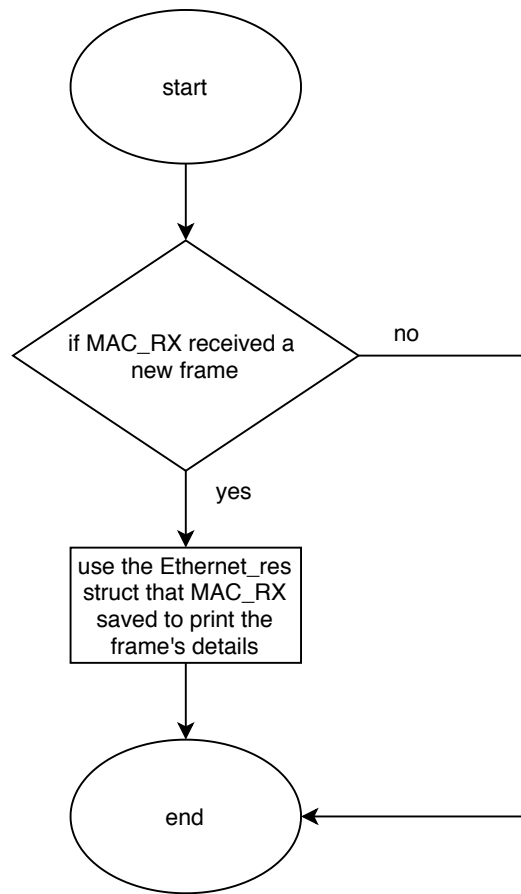 start
if MAC_RX received a
new frame
no
yes
use the Ethernet_res
struct that MAC_RX
saved to print the
frame's details
end